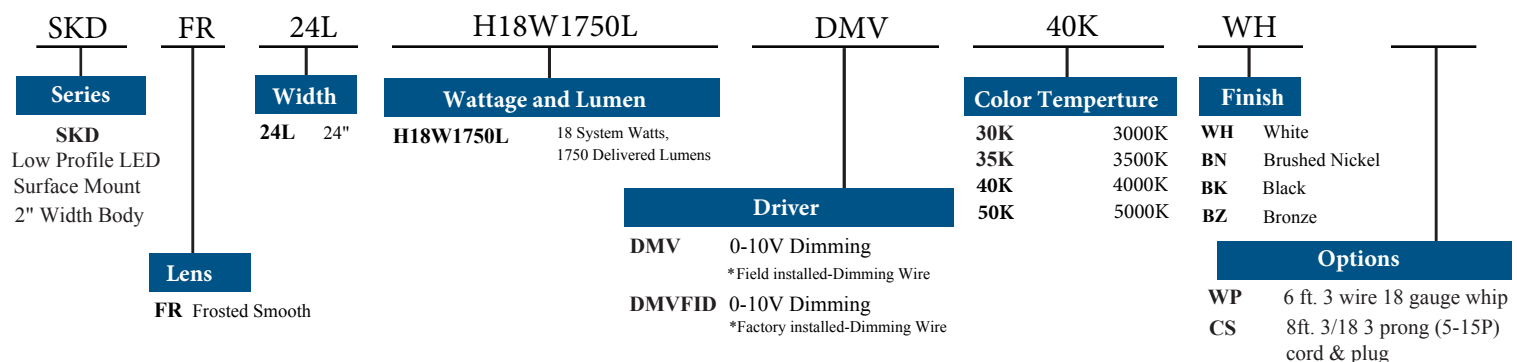 SKD FR 24L H18W1750L DMV 40K WH
Series
SKD
Low Profile LED
Surface Mount
2" Width Body
Lens
FR Frosted Smooth
Width
24L 24"
Wattage and Lumen
H18W1750L 18 System Watts,
1750 Delivered Lumens
Driver
DMV 0-10V Dimming
*Field installed-Dimming Wire
DMVFID 0-10V Dimming
*Factory installed-Dimming Wire
Color Temperture
30K 3000K
35K 3500K
40K 4000K
50K 5000K
Finish
WH White
BN Brushed Nickel
BK Black
BZ Bronze
Options
WP 6 ft. 3 wire 18 gauge whip
CS 8ft. 3/18 3 prong (5-15P)
cord & plug